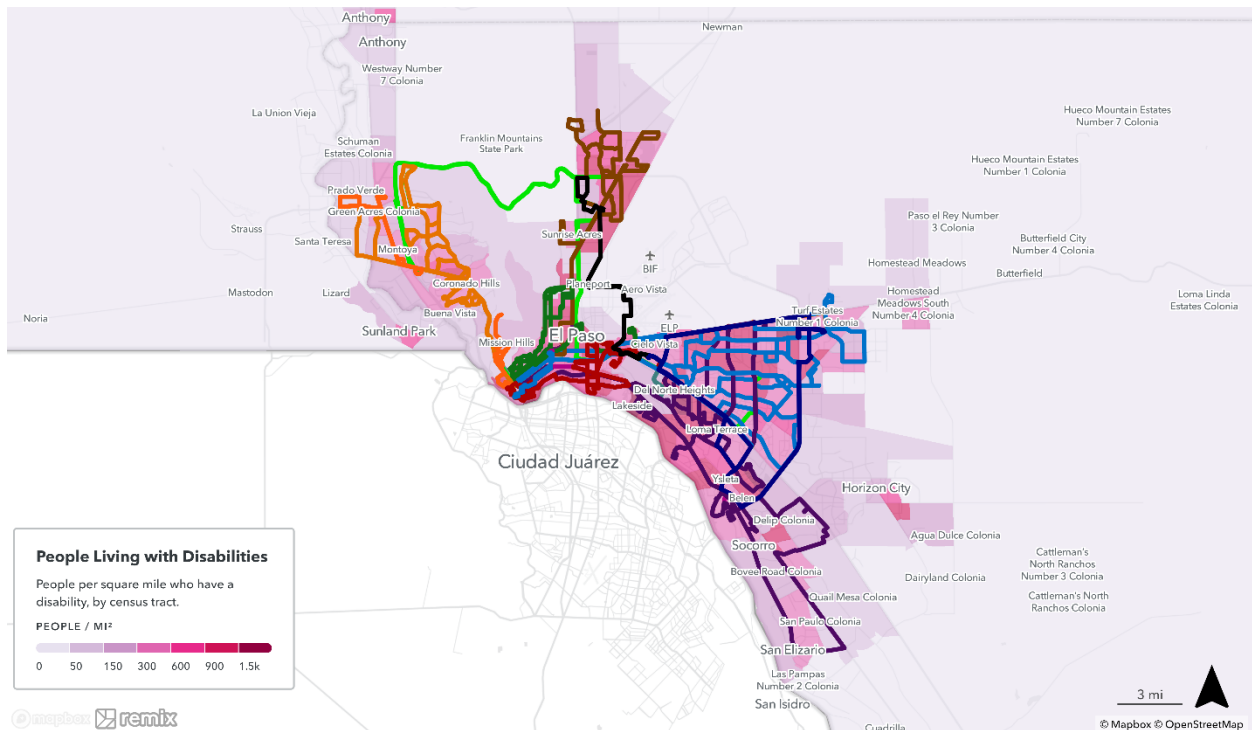 Anthony
Newman
Anthony
Westway Number
7 Colonia
La Union Vieja
Hueco Mountain Estates
Number 7 Colonia
Schuman
Estates Colonia
Franklin Mountains
State Park
Hueco Mountain Estates
Number 1 Colonia
Prado Verde
Green Acres Colonia
Paso el Rey Number
3 Colonia
Strauss
Santa Teresa
Montoya
Sunrise Acres
Butterfield City
Number 4 Colonia
BIF
Homestead Meadows
Butterfield
Mastodon
Lizard
Coronado Hills
Planeport
Aero Vista
Homestead
Meadows South
Number 4 Colonia
Loma Linda
Estates Colonia
Noria
Buena Vista
Turf Estates
Number 1 Colonia
Sunland Park
ELP
Mission Hills
El Paso
Cielo Vista
Del Norte Heights
Lakeside
Loma Terrace
Ciudad Juárez
Ysleta
Horizon City
Belen
Delip Colonia
Agua Dulce Colonia
Socorro
Bovee Road Colonia
Cattleman's
North Ranchos
Number 3 Colonia
Dairyland Colonia
Quail Mesa Colonia
Cattleman's North
Ranchos Colonia
San Paulo Colonia
San Elizario
Las Pampas
Number 2 Colonia
San Isidro
Cuadrilla
People Living with Disabilities
People per square mile who have a
disability, by census tract.
PEOPLE / MI²
0 50 150 300 600 900 1.5k
mapbox remix
3 mi
© Mapbox © OpenStreetMap